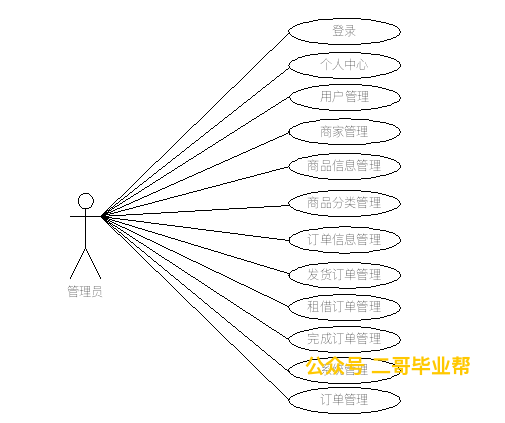 登录
个人中心
用户管理
商家管理
商品信息管理
商品分类管理
管理员
订单信息管理
发货订单管理
租借订单管理
完成订单管理
系统管理
公众号 二哥毕业帮
订单管理